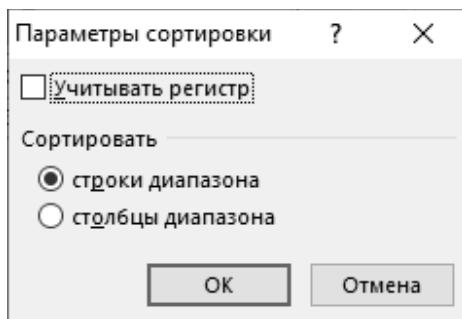 Параметры сортировки ? ×
Учитывать регистр
Сортировать
строки диапазона
столбцы диапазона
ОК Отмена